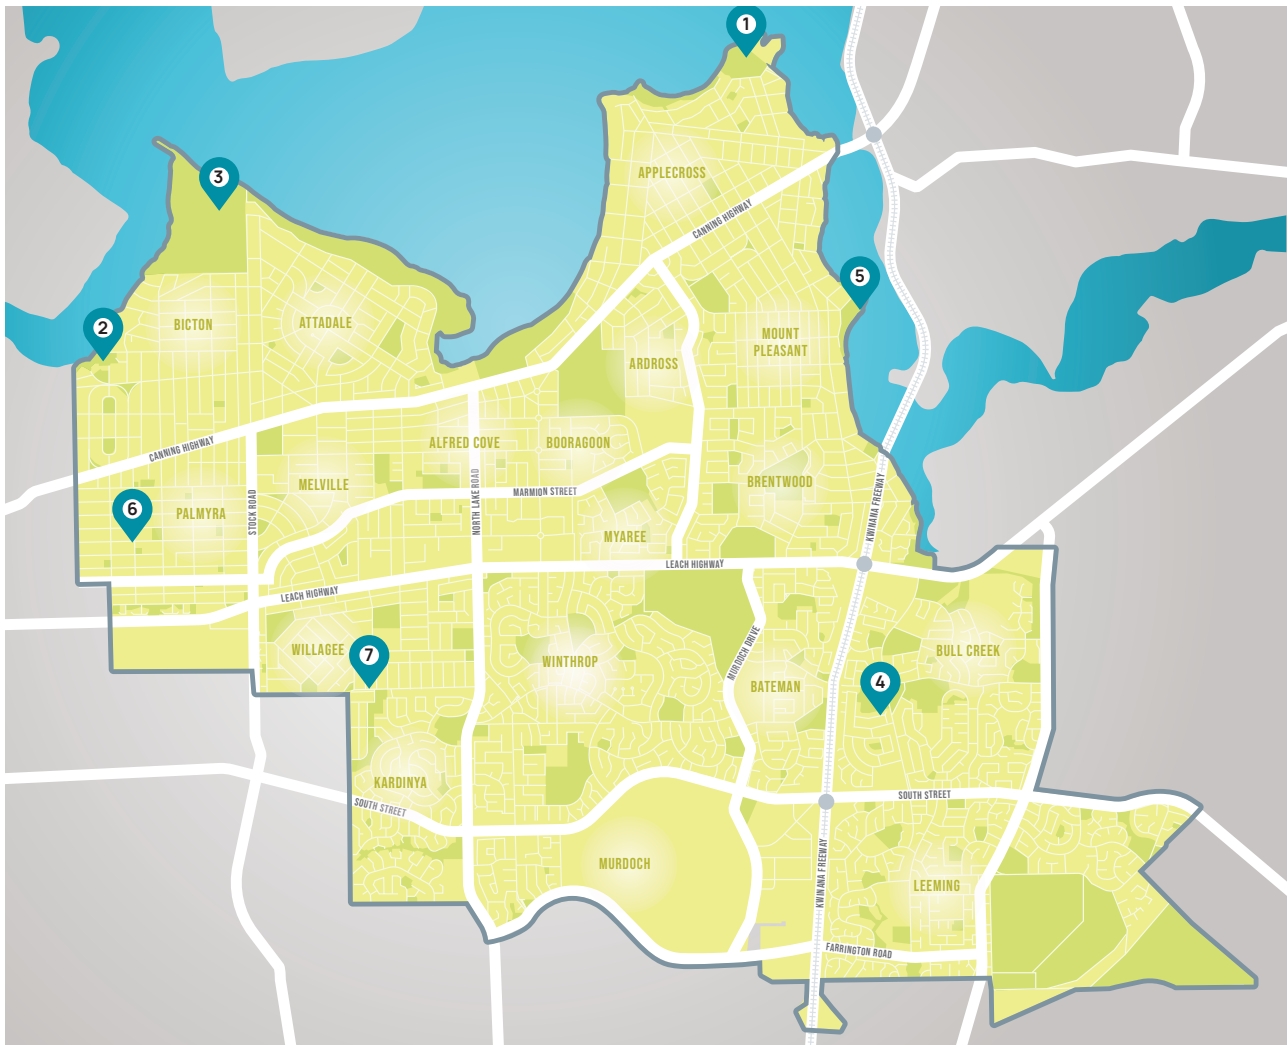 1
APPLECROSS
3
CANNING HIGHWAY
5
2
BICTON
ATTADALE
MOUNT
PLEASANT
ARDROSS
CANNING HIGHWAY
ALFRED COVE
BOORAGOON
MELVILLE
BRENTWOOD
MARMION STREET
NORTH LAKE ROAD
STOCK ROAD
KWINANA FREEWAY
6
PALMYRA
MYAREE
LEACH HIGHWAY
LEACH HIGHWAY
WILLAGEE
7
WINTHROP
MURDOCH DRIVE
BATEMAN
4
BULL CREEK
KARDINYA
SOUTH STREET
SOUTH STREET
MURDOCH
KWINANA FREEWAY
LEEMING
FARRINGTON ROAD